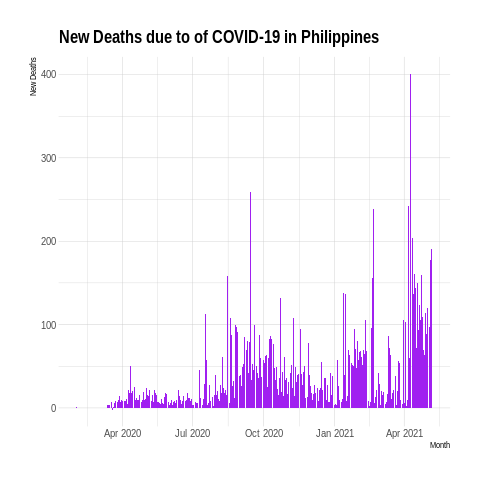 New Deaths due to of COVID-19 in Philippines
New Deaths
400
300
200
100
0
Apr 2020 Jul 2020 Oct 2020 Jan 2021 Apr 2021
Month